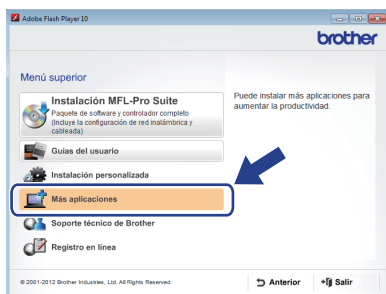 Adobe Flash Player 10
brother
Menú superior
Instalación MFL-Pro Suite
Paquete de software y controlador completo
(Incluye la configuración de red inalámbrica y
cableada)
Guías del usuario
Instalación personalizada
Más aplicaciones
Soporte técnico de Brother
Registro en línea
Puede instalar más aplicaciones para
aumentar la productividad.
© 2001-2012 Brother Industries, Ltd. All Rights Reserved.
Anterior
Salir